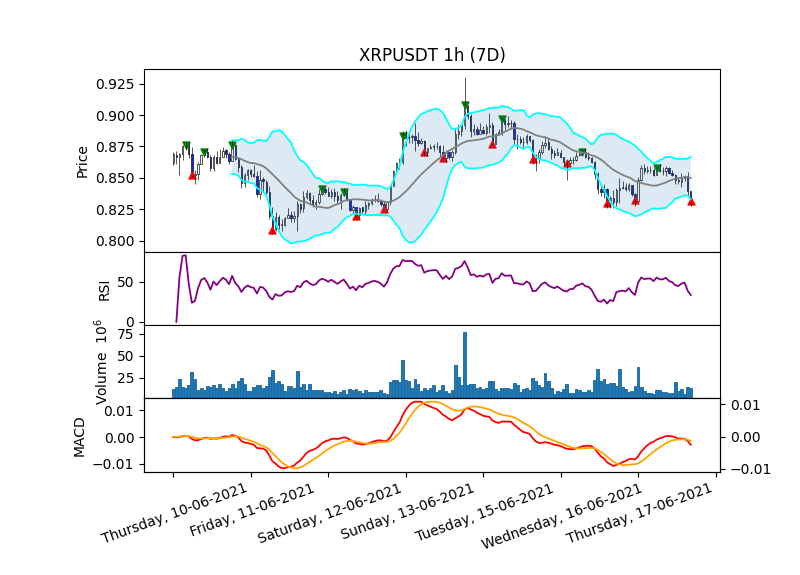 XRPUSDT 1h (7D)
Price
0.925
0.900
0.875
0.850
0.825
0.800
RSI
50
0
Volume 10^6
75
50
25
MACD
0.01
0.00
−0.01
0.01
0.00
−0.01
Thursday, 10-06-2021
Friday, 11-06-2021
Saturday, 12-06-2021
Sunday, 13-06-2021
Tuesday, 15-06-2021
Wednesday, 16-06-2021
Thursday, 17-06-2021